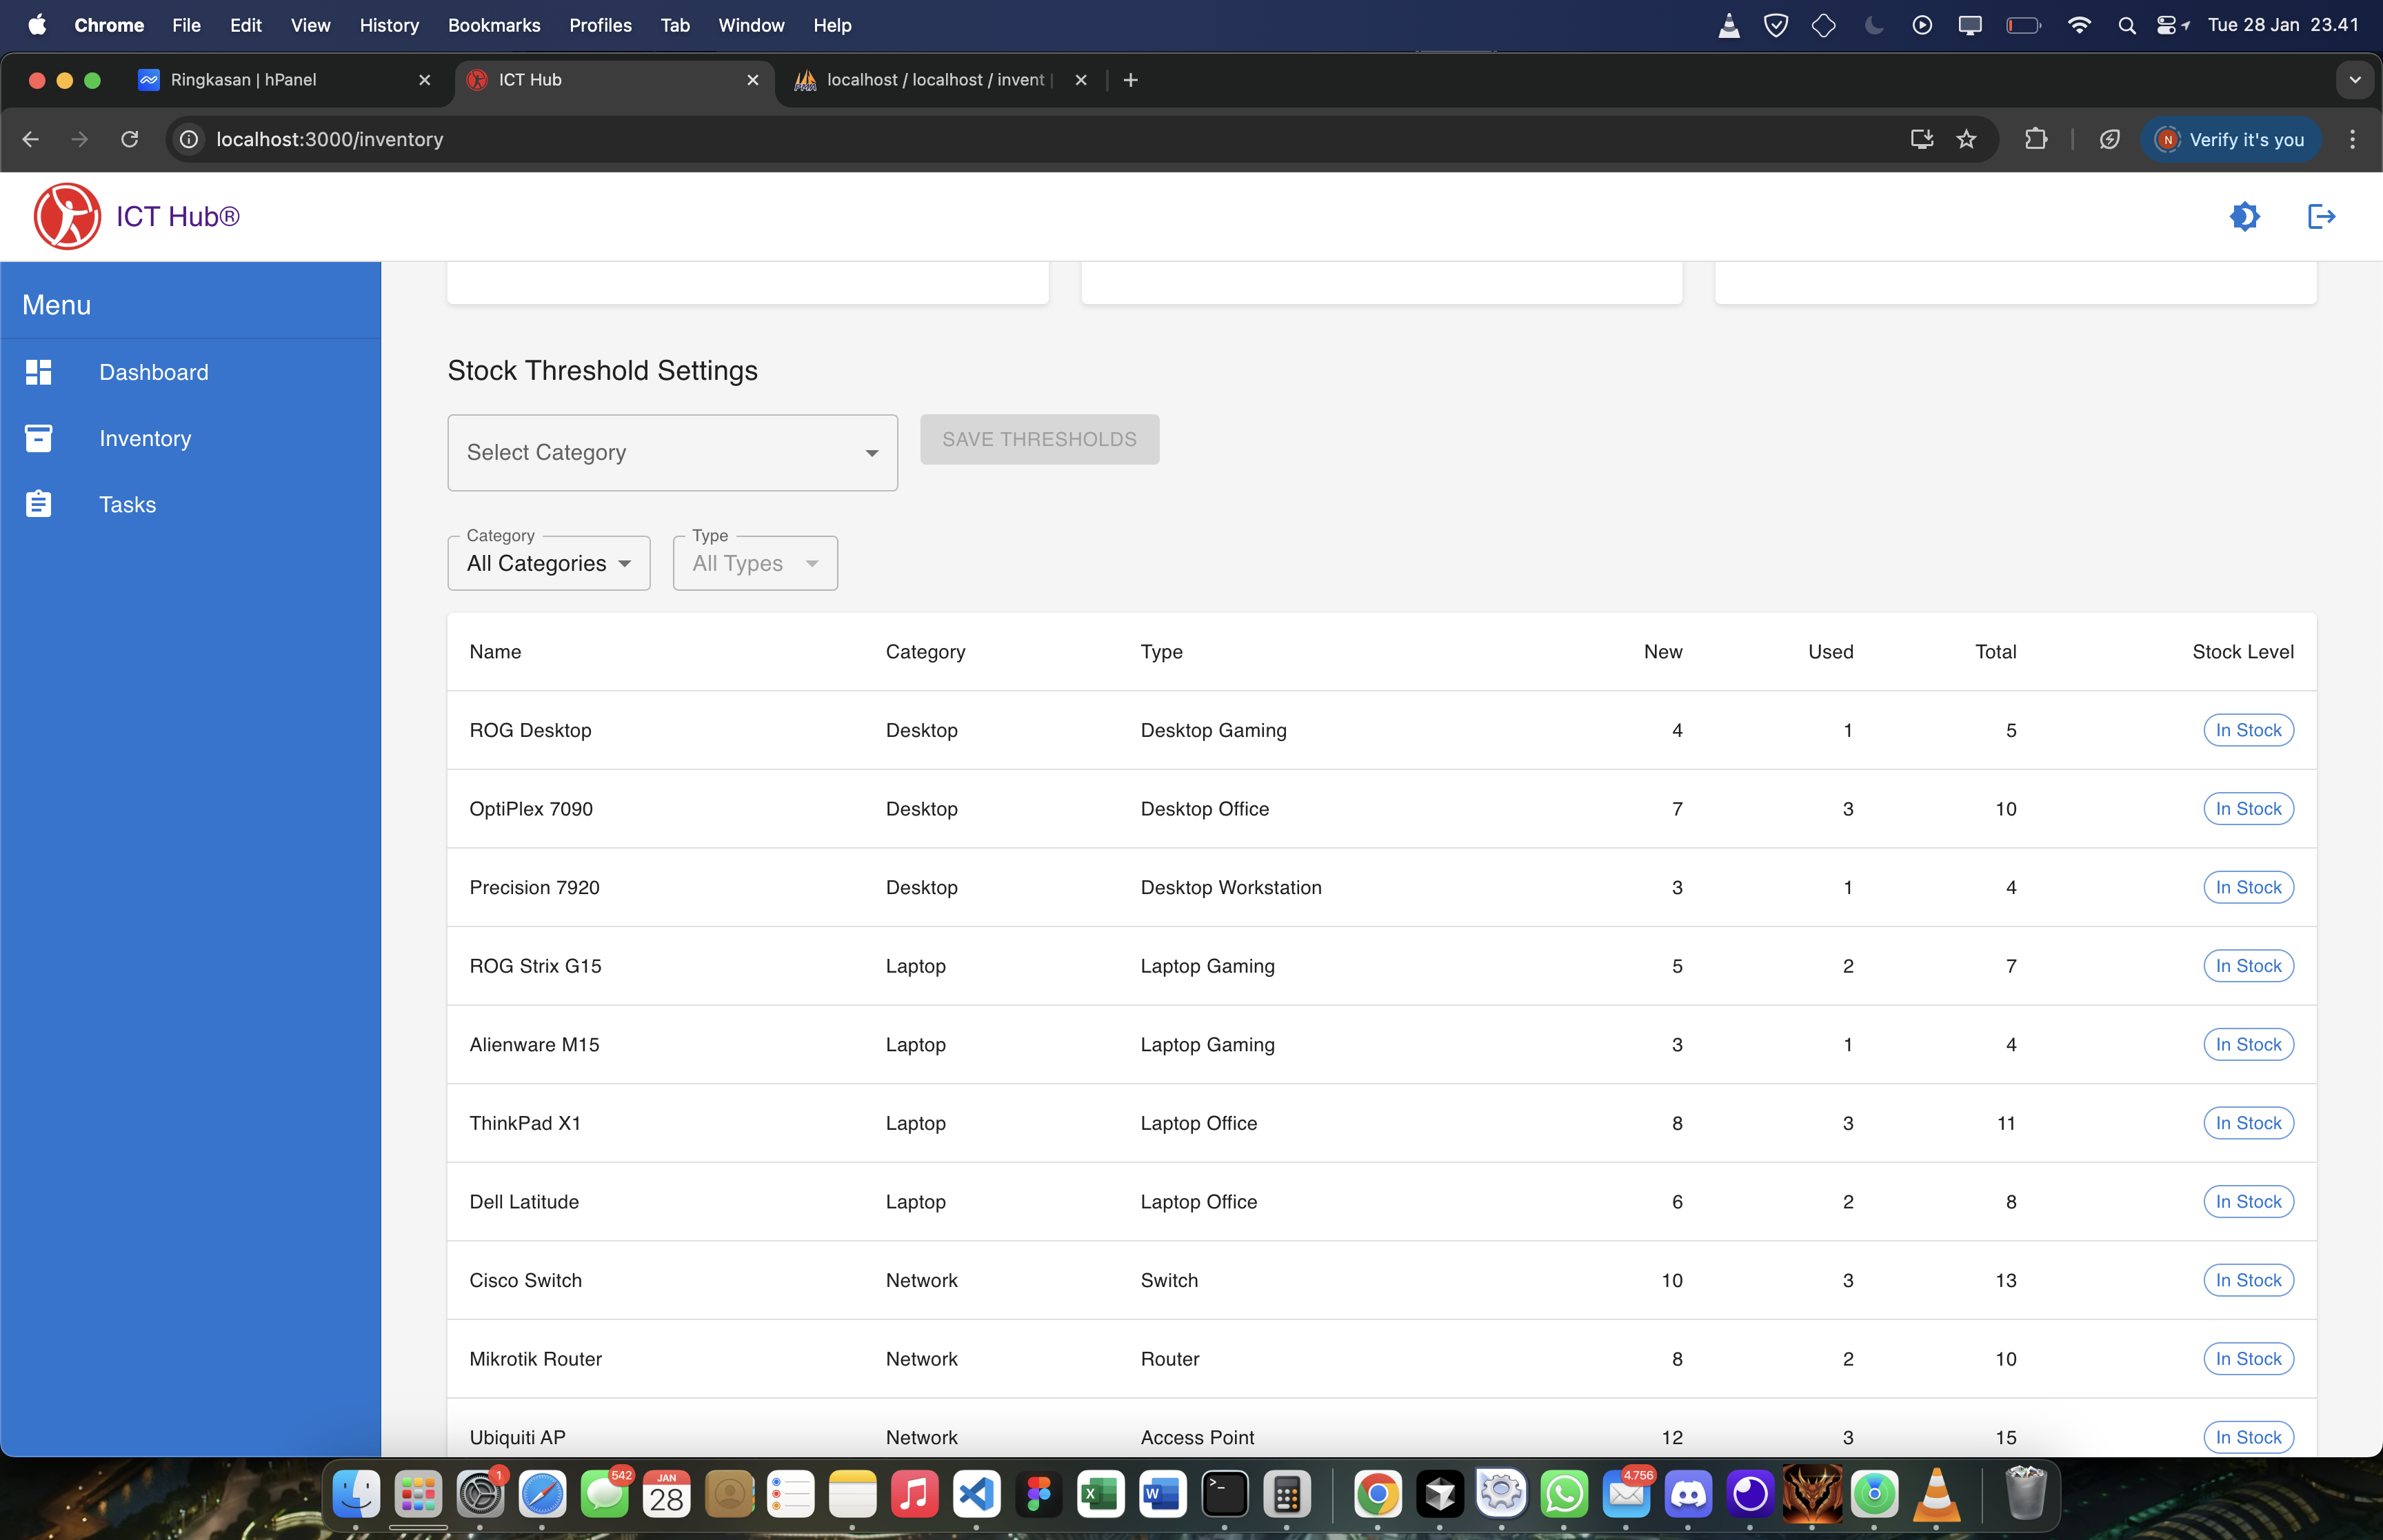 Chrome File Edit View History Bookmarks Profiles Tab Window Help Tue 28 Jan 23.41
Ringkasan | hPanel ICT Hub localhost / localhost / invent
localhost:3000/inventory N Verify it's you
ICT Hub®
Menu
Dashboard
Inventory
Tasks
Stock Threshold Settings
Select Category SAVE THRESHOLDS
Category Type
All Categories All Types
Name Category Type New Used Total Stock Level
ROG Desktop Desktop Desktop Gaming 4 1 5 In Stock
OptiPlex 7090 Desktop Desktop Office 7 3 10 In Stock
Precision 7920 Desktop Desktop Workstation 3 1 4 In Stock
ROG Strix G15 Laptop Laptop Gaming 5 2 7 In Stock
Alienware M15 Laptop Laptop Gaming 3 1 4 In Stock
ThinkPad X1 Laptop Laptop Office 8 3 11 In Stock
Dell Latitude Laptop Laptop Office 6 2 8 In Stock
Cisco Switch Network Switch 10 3 13 In Stock
Mikrotik Router Network Router 8 2 10 In Stock
Ubiquiti AP Network Access Point 12 3 15 In Stock
1 542 JAN 4.756
28 X W >_